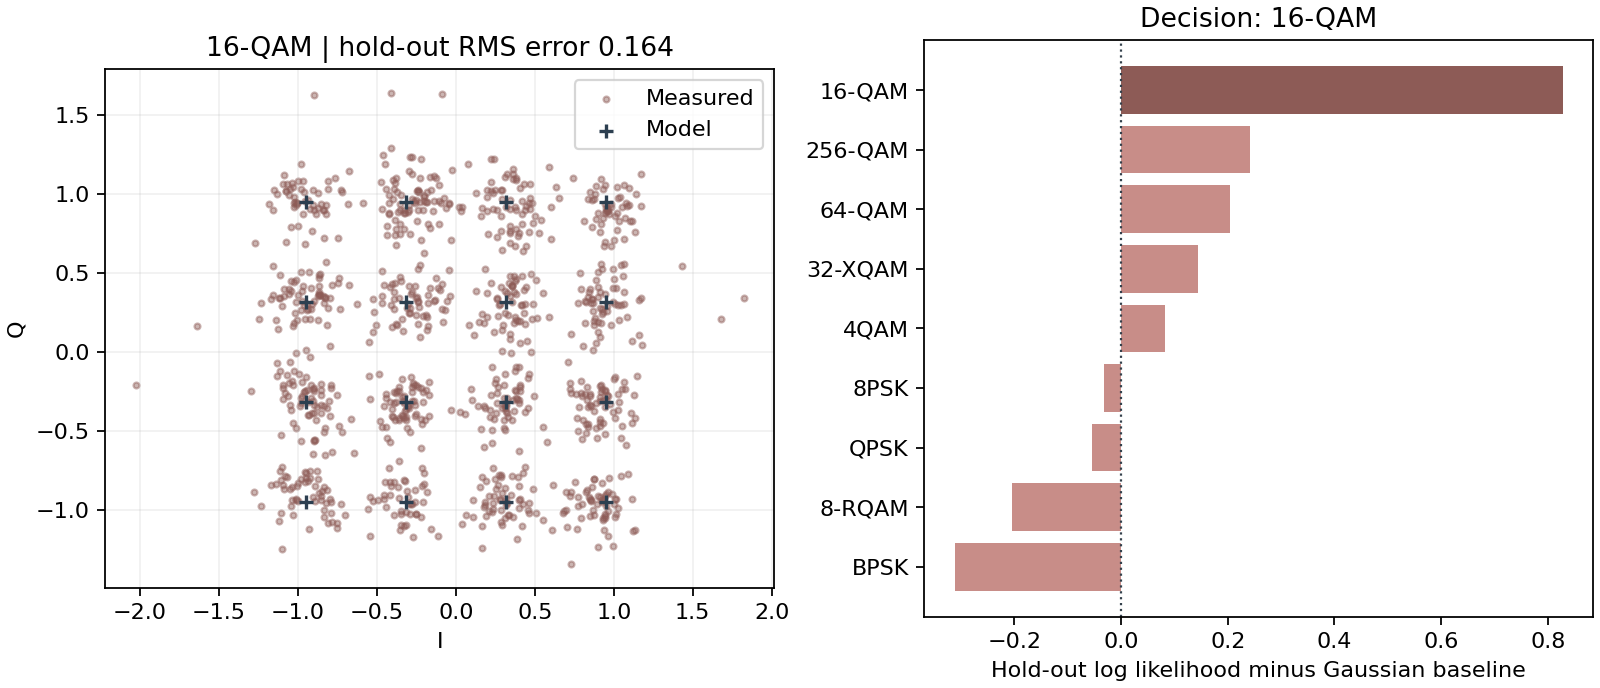 16-QAM | hold-out RMS error 0.164
Measured
Model
1.5
1.0
0.5
0.0
−0.5
−1.0
Q
−2.0 −1.5 −1.0 −0.5 0.0 0.5 1.0 1.5 2.0
I
Decision: 16-QAM
16-QAM
256-QAM
64-QAM
32-XQAM
4QAM
8PSK
QPSK
8-RQAM
BPSK
−0.2 0.0 0.2 0.4 0.6 0.8
Hold-out log likelihood minus Gaussian baseline